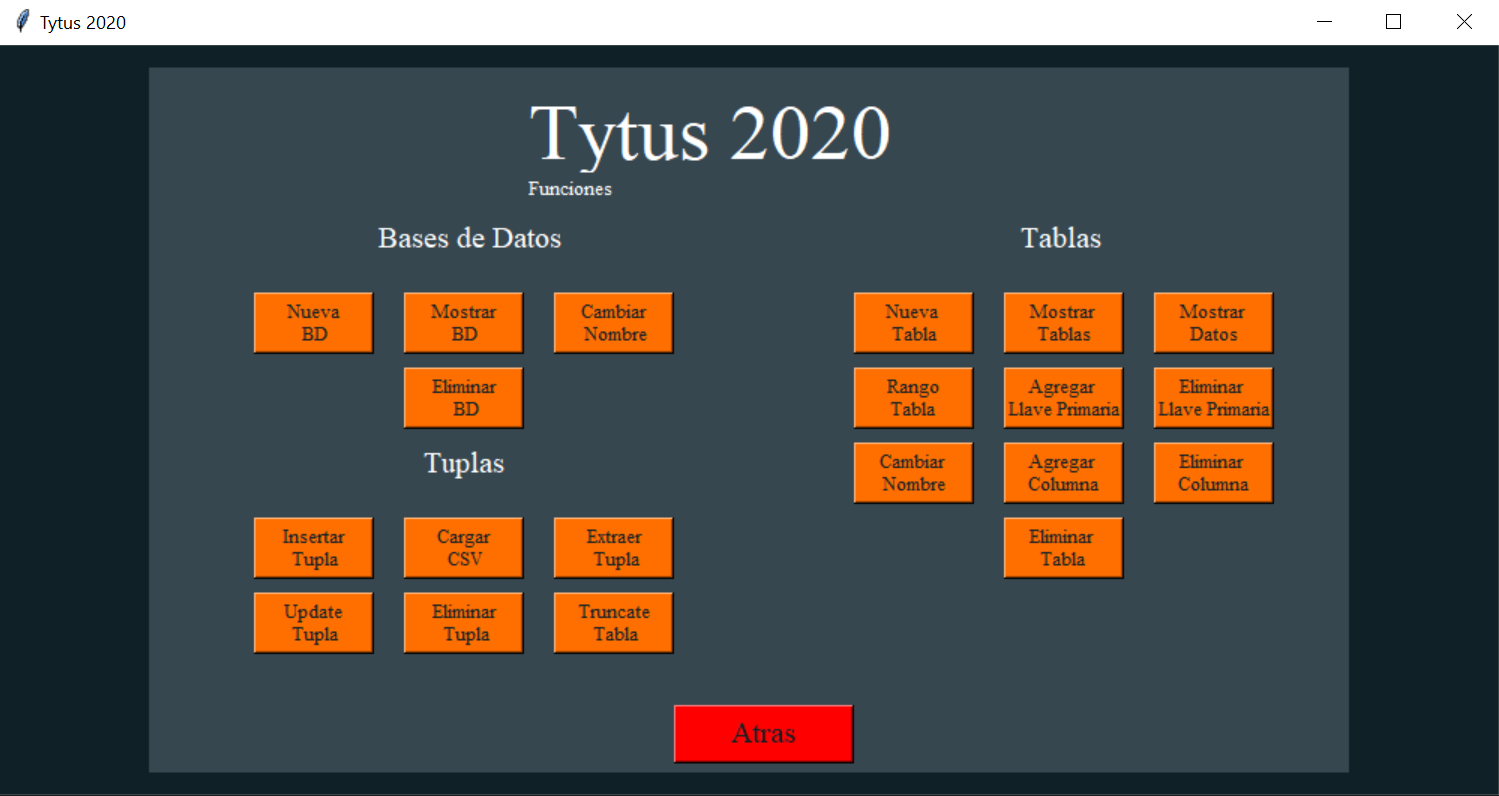 Tytus 2020
Tytus 2020
Funciones
Bases de Datos
Nueva
BD
Mostrar
BD
Cambiar
Nombre
Eliminar
BD
Tuplas
Insertar
Tupla
Cargar
CSV
Extraer
Tupla
Update
Tupla
Eliminar
Tupla
Truncate
Tabla
Tablas
Nueva
Tabla
Mostrar
Tablas
Mostrar
Datos
Rango
Tabla
Agregar
Llave Primaria
Eliminar
Llave Primaria
Cambiar
Nombre
Agregar
Columna
Eliminar
Columna
Eliminar
Tabla
Atras